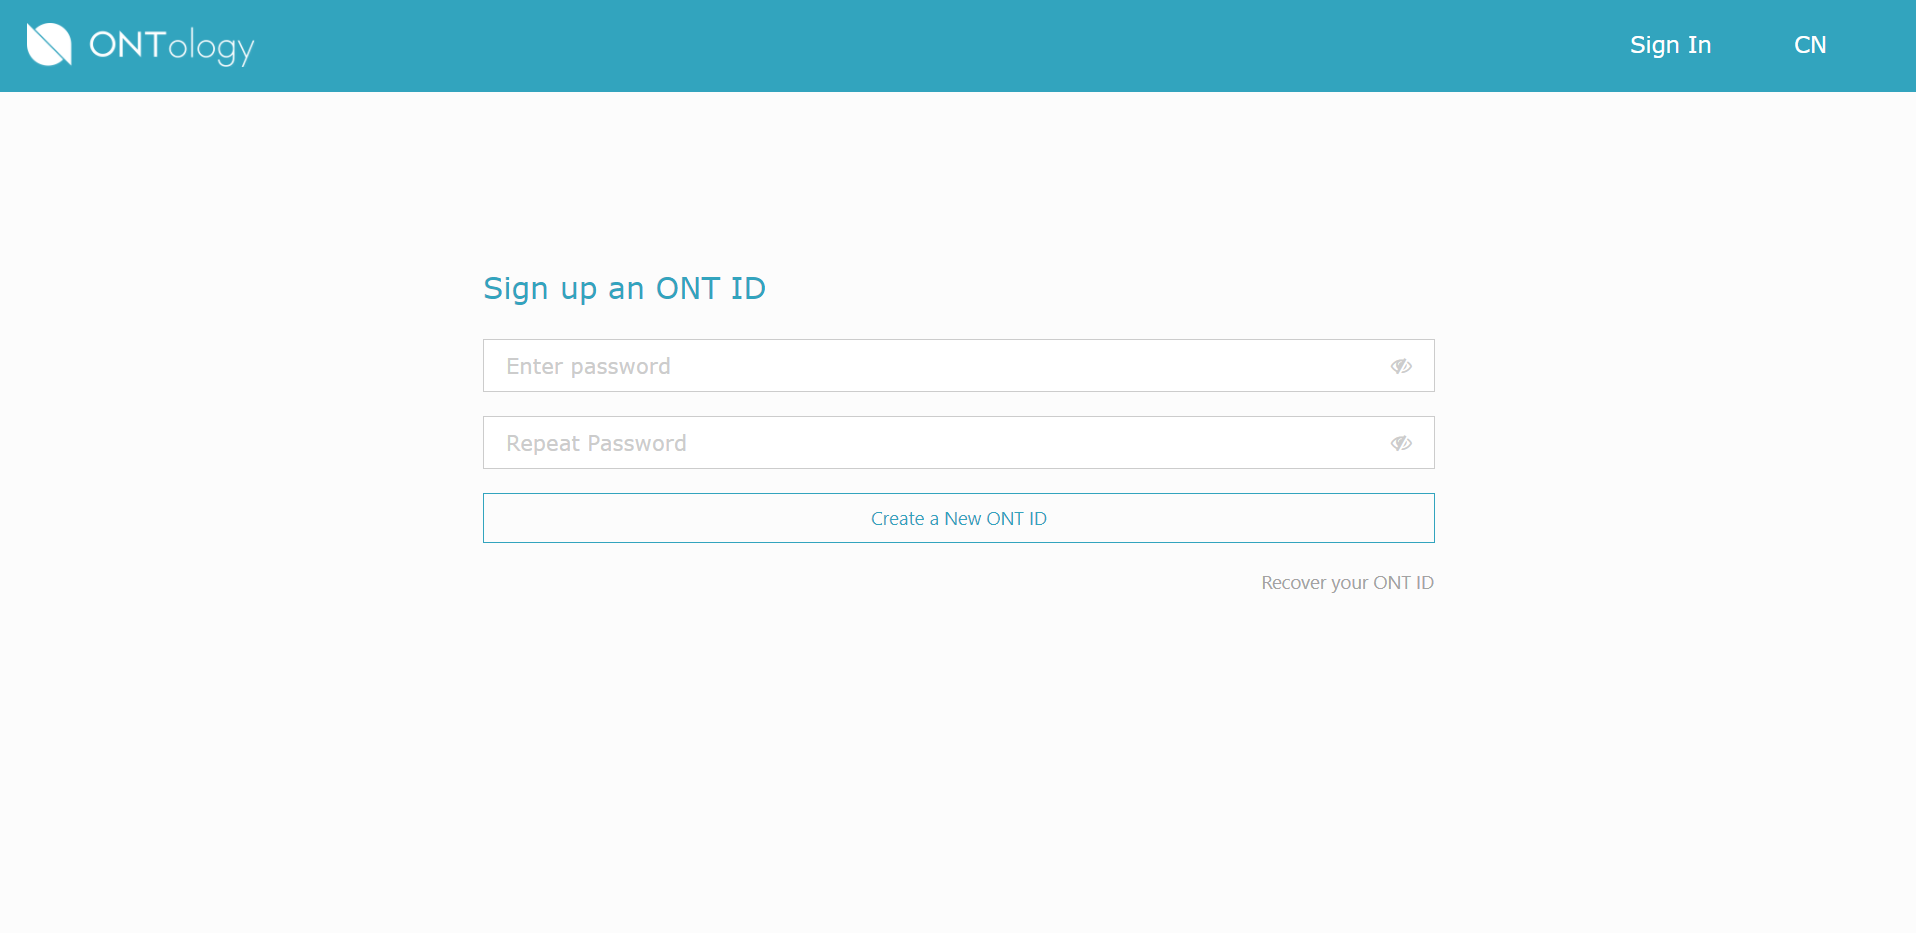 ONTology
Sign In
CN
Sign up an ONT ID
Enter password
Repeat Password
Create a New ONT ID
Recover your ONT ID